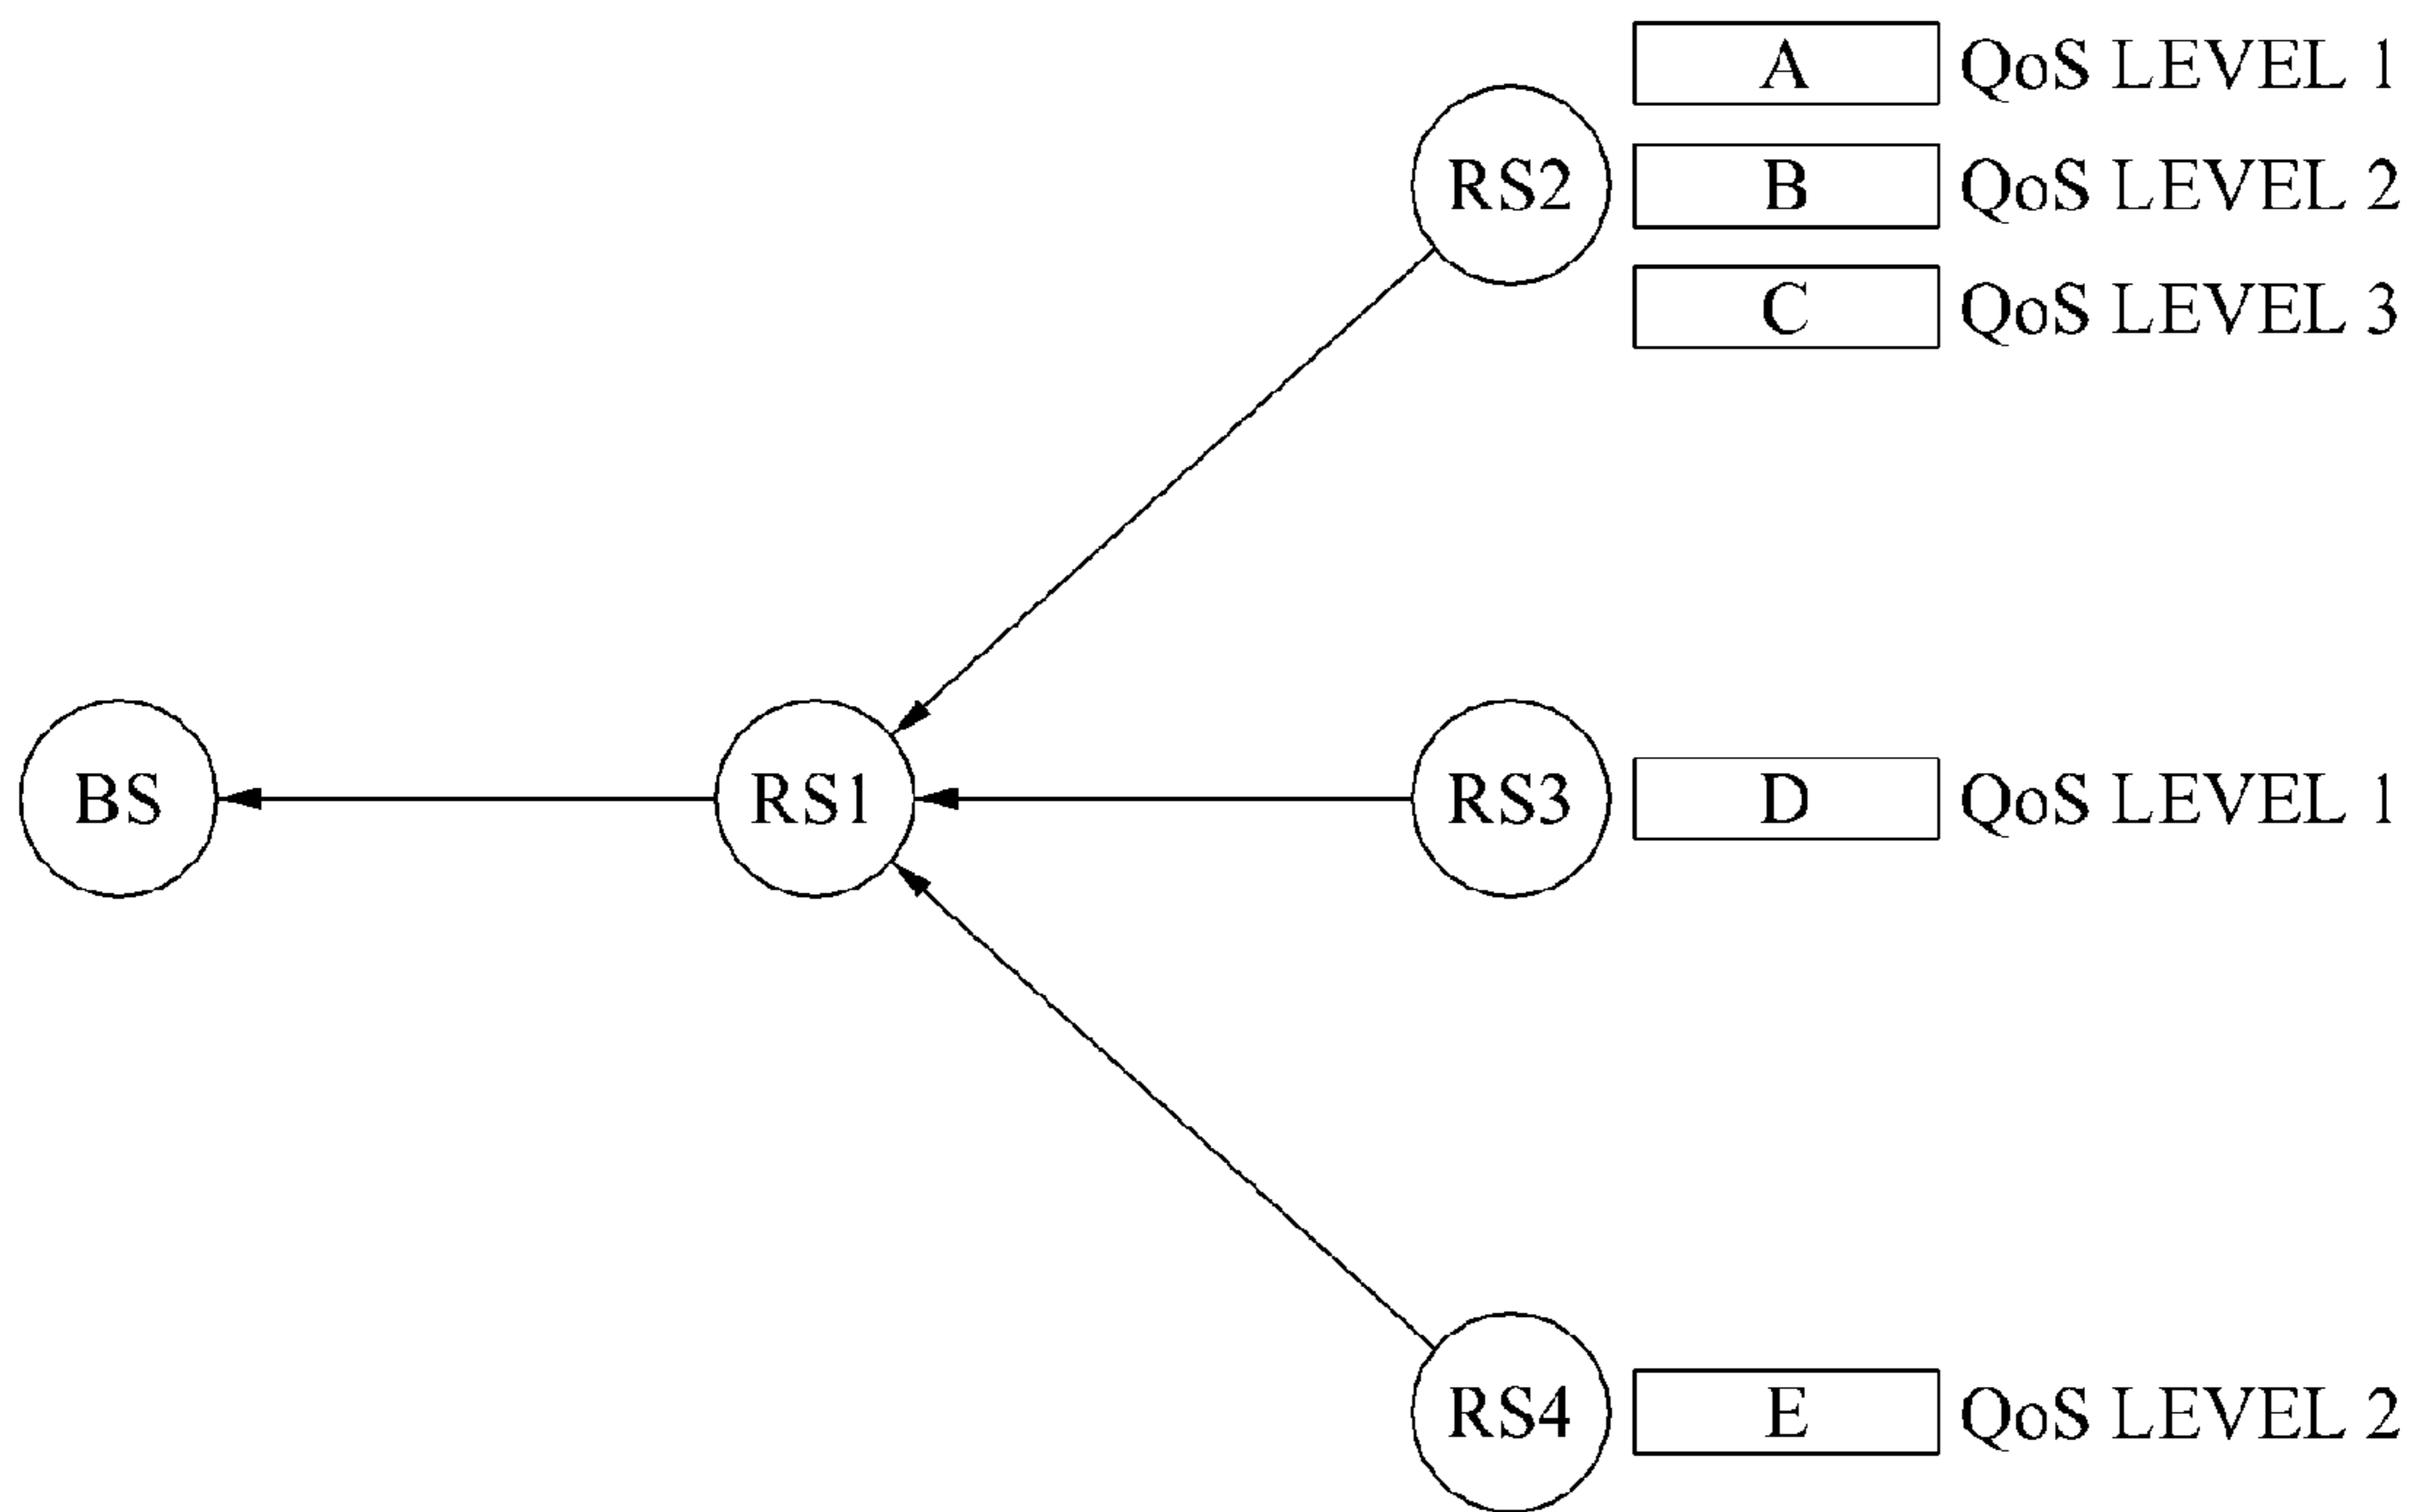 A QoS LEVEL 1
RS2 B QoS LEVEL 2
C QoS LEVEL 3
BS RS1 RS3 D QoS LEVEL 1
RS4 E QoS LEVEL 2